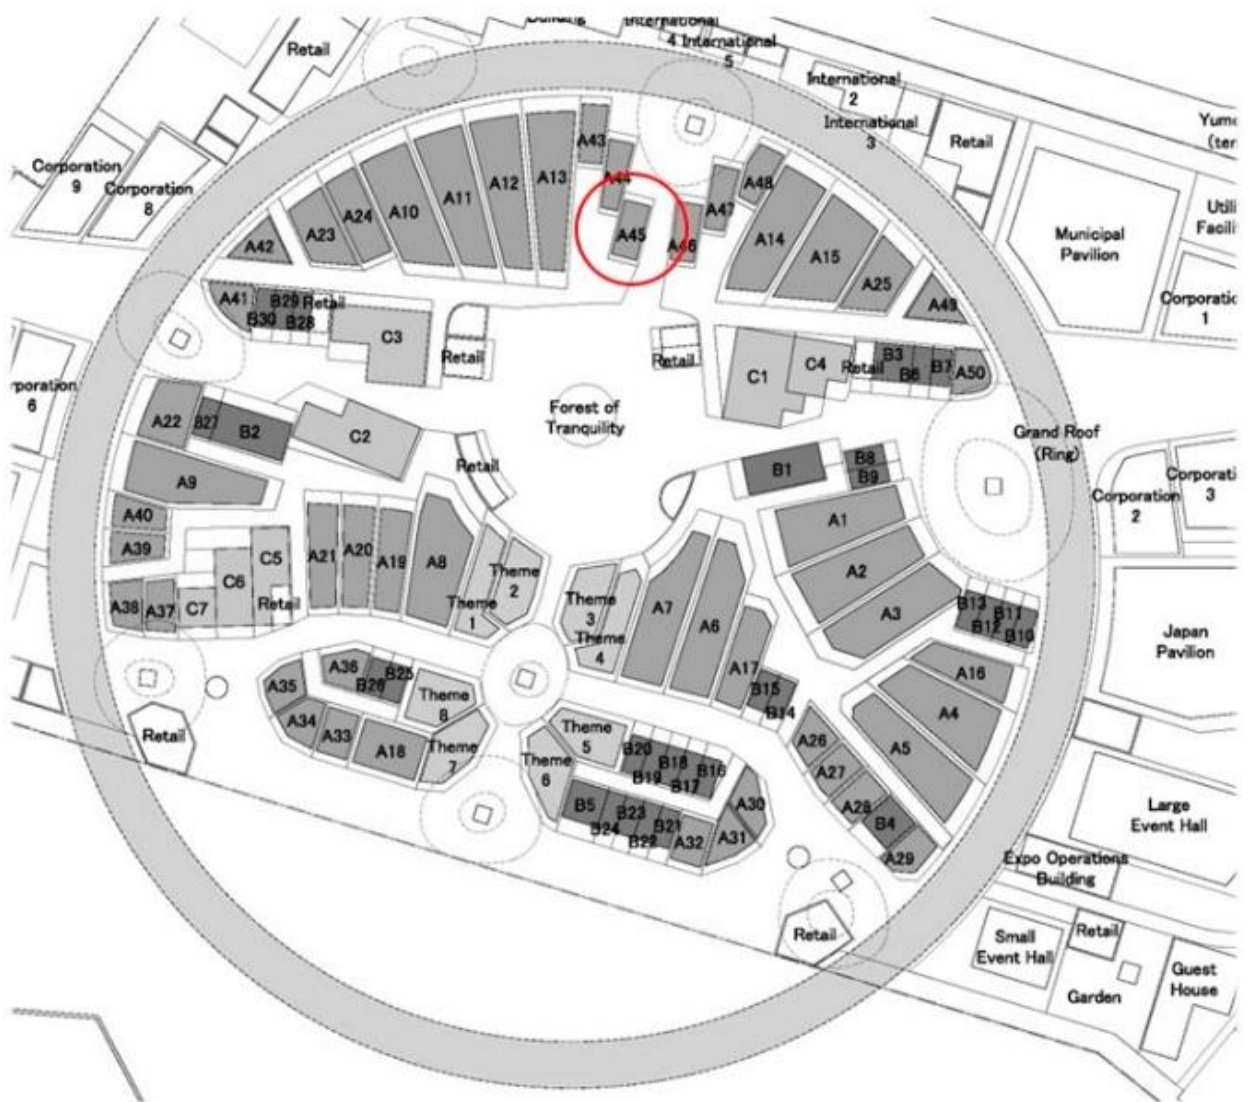 International
4 International
5
Retail
International
2
International
3
Retail
Corporation
9
Corporation
8
A43
A44
A13
A12
A11
A10
A24
A23
A42
A45
A46
A47
A48
A14
A15
A25
A49
Municipal
Pavilion
Corporation
1
A41
B29
Retail
B30
B28
C3
Retail
Retail
C1
C4
Retail
B3
B6
B7
A50
A22
B27
B2
C2
Forest of
Tranquility
Grand Roof
(Ring)
B1
B8
B9
Retail
A9
A40
A39
A38
A37
C7
C6
C5
Retail
A21
A20
A19
A8
Theme
1
Theme
2
Theme
3
Theme
4
A7
A6
A17
B15
B14
A1
A2
A3
B13
B11
B12
B10
A16
A4
A5
Corporation
2
Corporati
3
Japan
Pavilion
A35
A36
B25
B26
Theme
8
A34
A33
A18
Theme
7
Retail
Theme
5
Theme
6
B20
B18
B16
B19
B17
B5
B23
B21
B24
B22
A32
A31
A30
A26
A27
A28
B4
A29
Large
Event Hall
Expo Operations
Building
Retail
Small
Event Hall
Retail
Garden
Guest
House